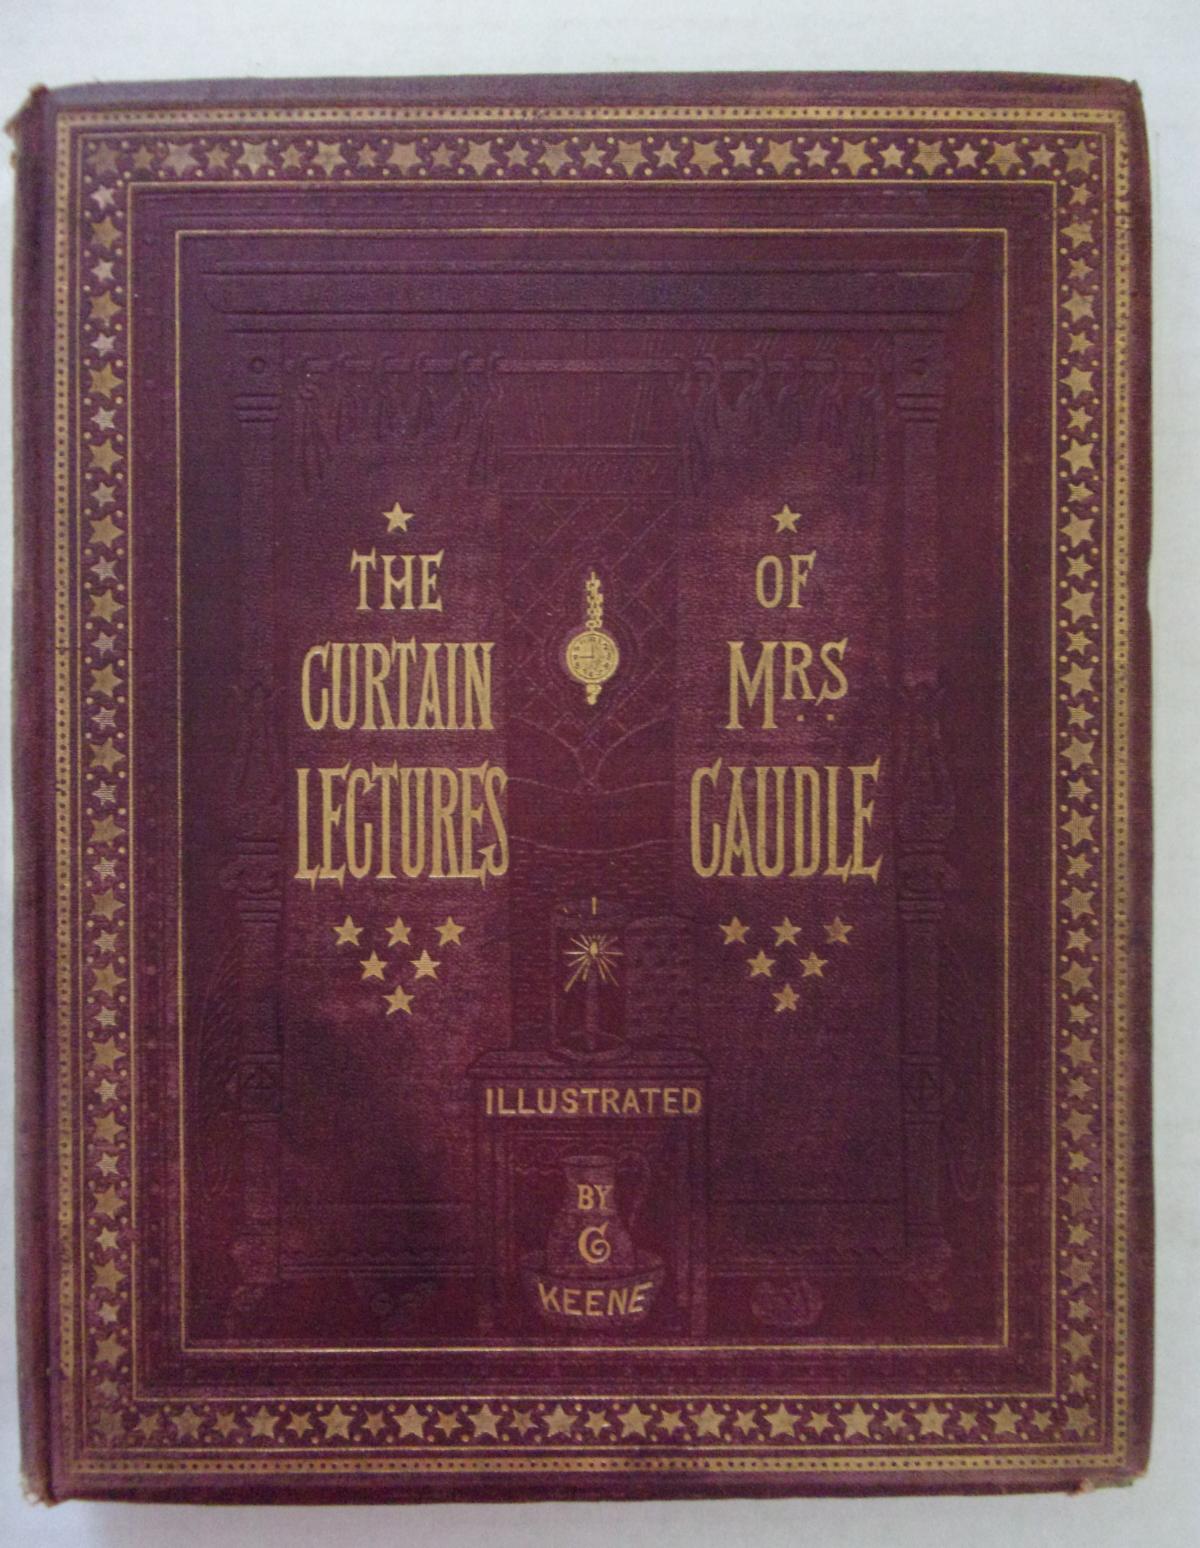 THE
CURTAIN
LECTURES
OF
MRS
CAUDLE
ILLUSTRATED
BY
C
KEENE